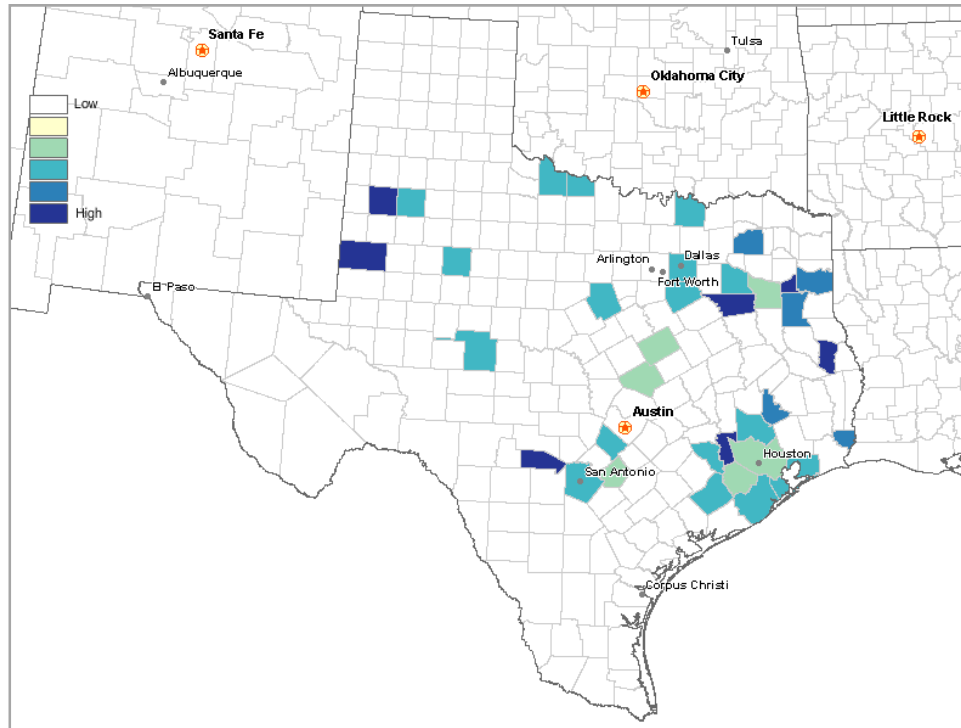 Santa Fe
Tulsa
Albuquerque
Oklahoma City
Low
Little Rock
High
Dallas
Arlington
Fort Worth
El Paso
Austin
Houston
San Antonio
Corpus Christi